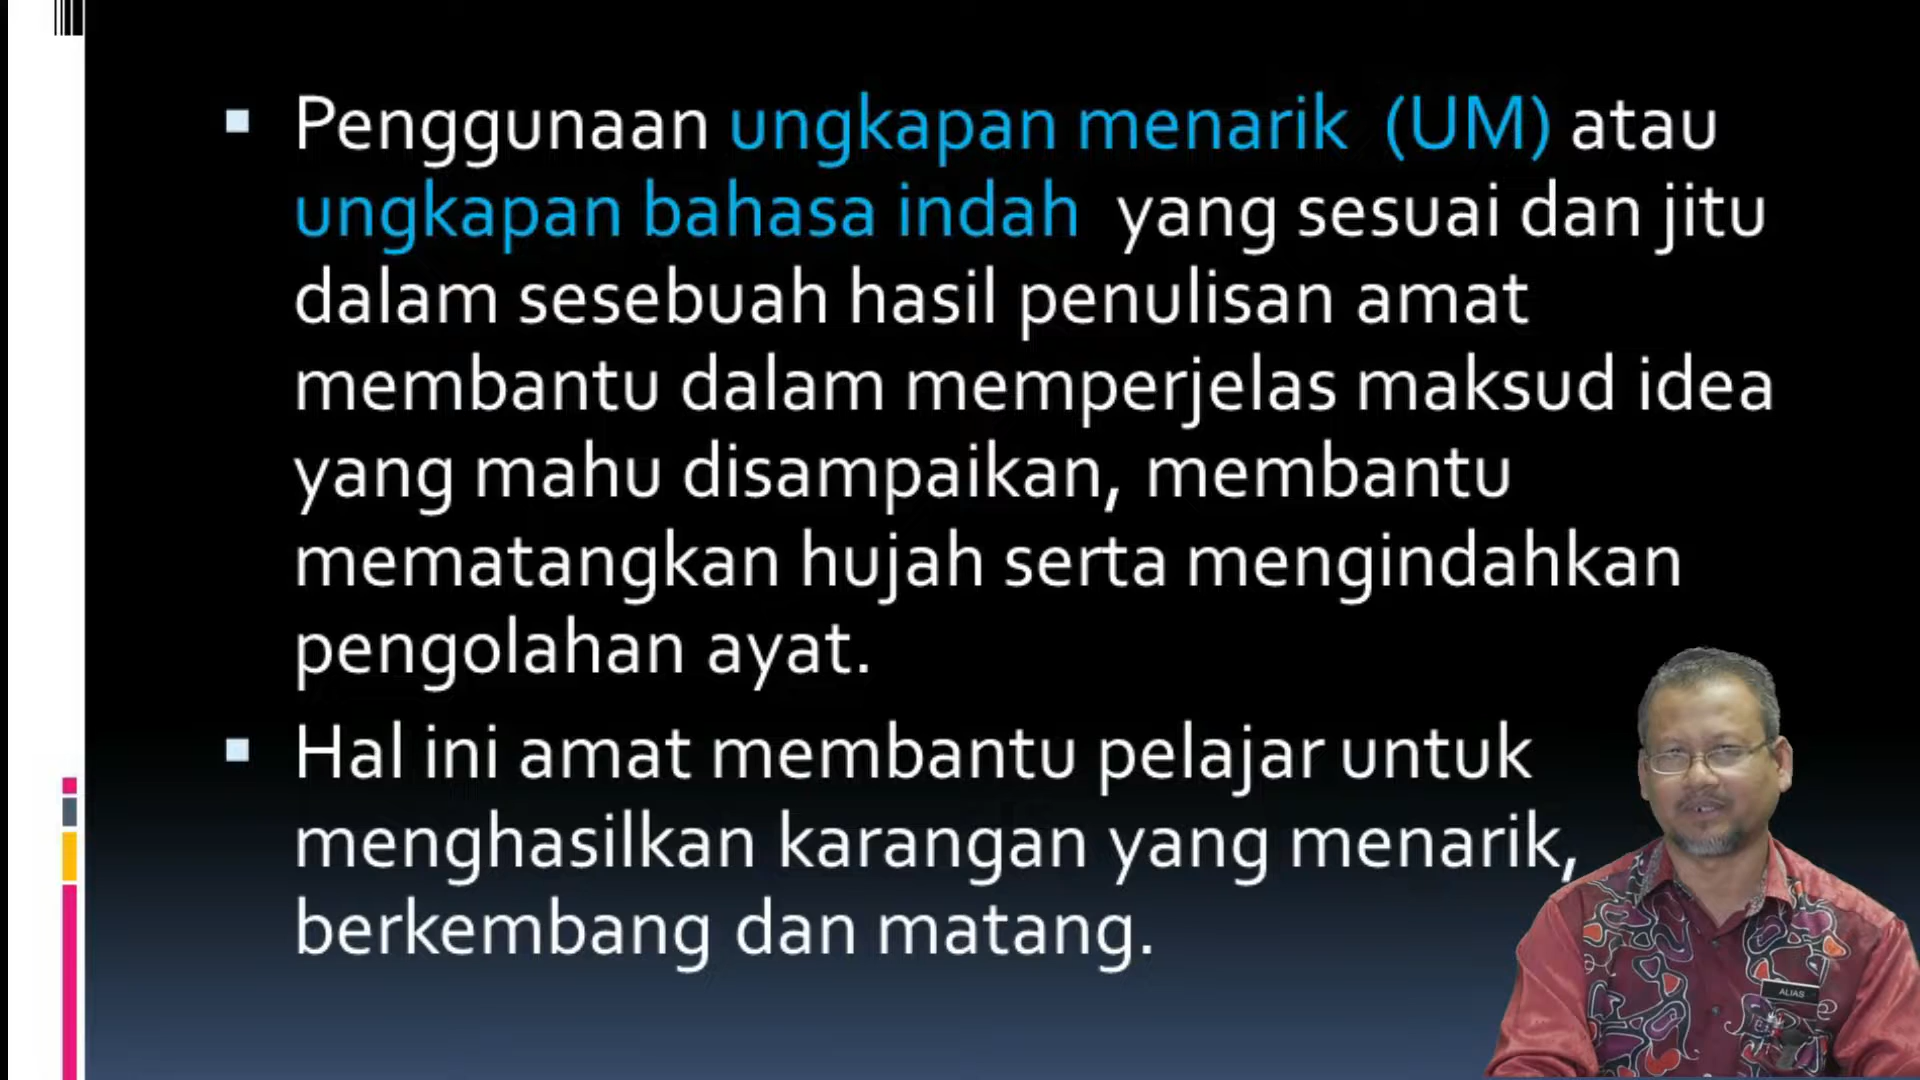 Penggunaan ungkapan menarik (UM) atau
ungkapan bahasa indah yang sesuai dan jitu
dalam sesebuah hasil penulisan amat
membantu dalam memperjelas maksud idea
yang mahu disampaikan, membantu
mematangkan hujah serta mengindahkan
pengolahan ayat.
Hal ini amat membantu pelajar untuk
menghasilkan karangan yang menarik,
berkembang dan matang.
ALIAS